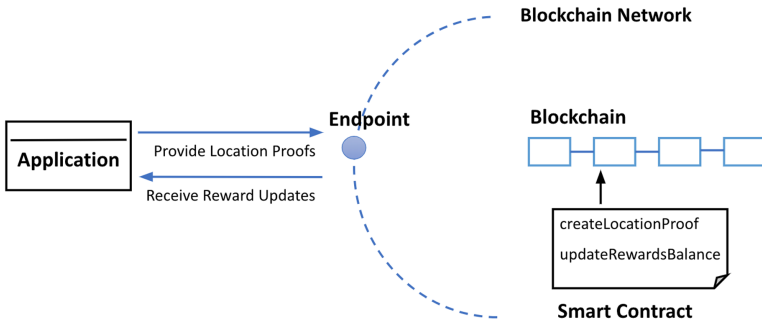 Blockchain Network
Endpoint
Blockchain
Application
Provide Location Proofs
Receive Reward Updates
createLocationProof
updateRewardsBalance
Smart Contract